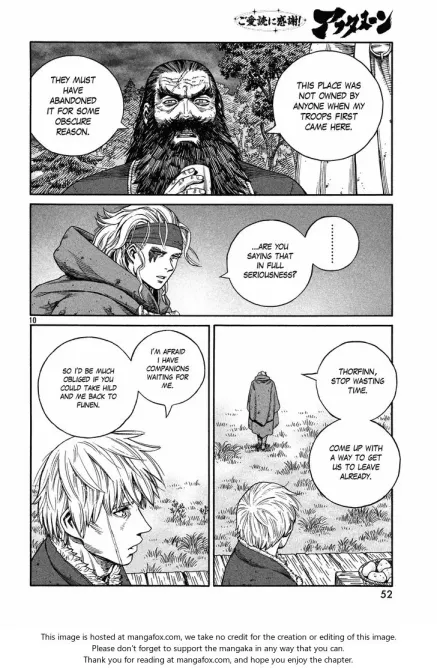 ご愛読に感謝!
アフタヌーン
THIS PLACE WAS
NOT OWNED BY
ANYONE WHEN MY
TROOPS FIRST
CAME HERE.
THEY MUST
HAVE
ABANDONED
IT FOR SOME
OBSCURE
REASON.
...ARE YOU
SAYING THAT
IN FULL
SERIOUSNESS?
10
THORFINN,
STOP WASTING
TIME.
COME UP WITH
A WAY TO GET
US TO LEAVE
ALREADY.
I'M AFRAID
I HAVE
COMPANIONS
WAITING FOR
ME.
SO I'D BE MUCH
OBLIGED IF YOU
COULD TAKE HILD
AND ME BACK TO
FUNEN.
52
This image is hosted at mangafox.com, we take no credit for the creation or editing of this image.
Please don't forget to support the mangaka in any way that you can.
Thank you for reading at mangafox.com, and hope you enjoy the chapter.